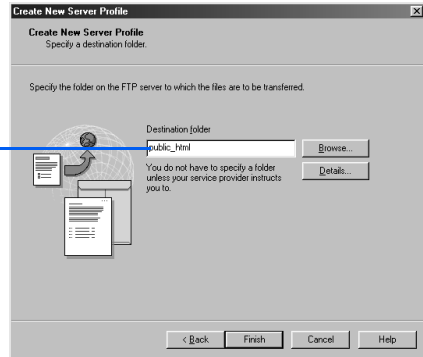 Create New Server Profile
Create New Server Profile
Specify a destination folder.
Specify the folder on the FTP server to which the files are to be transferred.
Destination folder
public_html
Browse...
You do not have to specify a folder
unless your service provider instructs
you to.
Details...
< Back
Finish
Cancel
Help